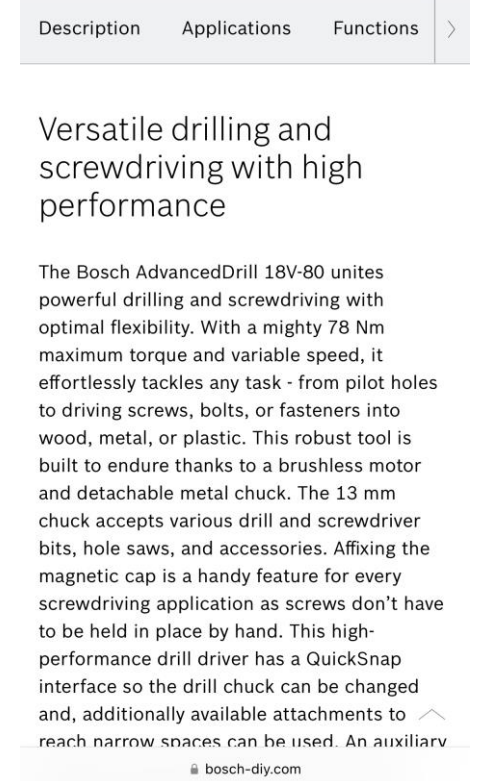 Description Applications Functions
Versatile drilling and
screwdriving with high
performance
The Bosch AdvancedDrill 18V-80 unites
powerful drilling and screwdriving with
optimal flexibility. With a mighty 78 Nm
maximum torque and variable speed, it
effortlessly tackles any task - from pilot holes
to driving screws, bolts, or fasteners into
wood, metal, or plastic. This robust tool is
built to endure thanks to a brushless motor
and detachable metal chuck. The 13 mm
chuck accepts various drill and screwdriver
bits, hole saws, and accessories. Affixing the
magnetic cap is a handy feature for every
screwdriving application as screws don’t have
to be held in place by hand. This high-
performance drill driver has a QuickSnap
interface so the drill chuck can be changed
and, additionally available attachments to
reach narrow spaces can be used. An auxiliary
bosch-diy.com